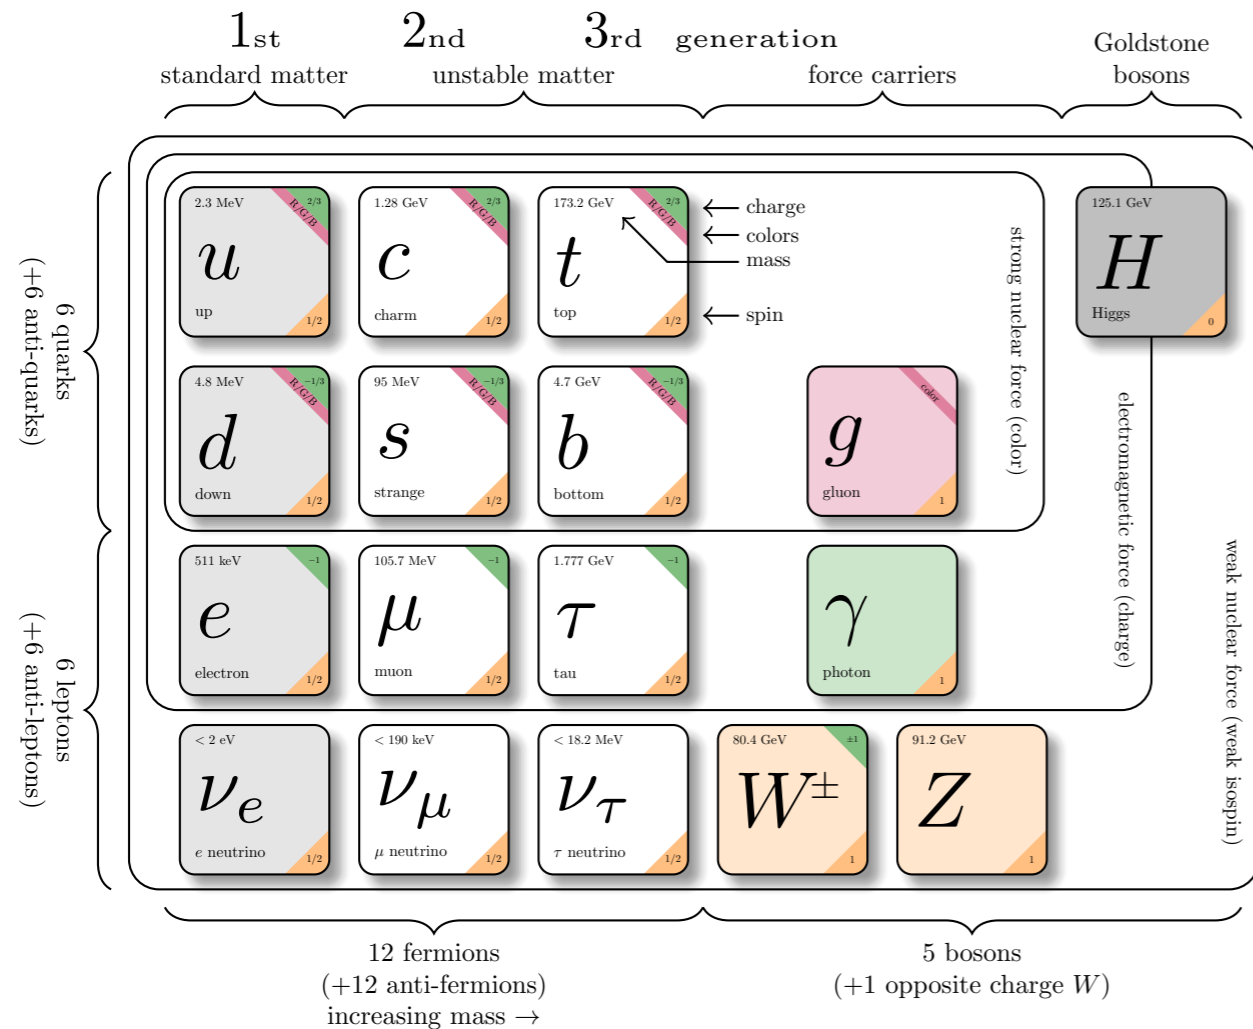 1st 2nd 3rd generation
standard matter unstable matter force carriers Goldstone bosons
6 quarks
(+6 anti-quarks)
6 leptons
(+6 anti-leptons)
2.3 MeV 2/3 R/G/B
u
up 1/2
1.28 GeV 2/3 R/G/B
c
charm 1/2
173.2 GeV 2/3 R/G/B
t
top 1/2
charge
colors
mass
spin
strong nuclear force (color)
125.1 GeV
H
Higgs 0
4.8 MeV −1/3 R/G/B
d
down 1/2
95 MeV −1/3 R/G/B
s
strange 1/2
4.7 GeV −1/3 R/G/B
b
bottom 1/2
color
g
gluon 1
electromagnetic force (charge)
511 keV −1
e
electron 1/2
105.7 MeV −1
μ
muon 1/2
1.777 GeV −1
τ
tau 1/2
γ
photon 1
weak nuclear force (weak isospin)
< 2 eV
ν_e
e neutrino 1/2
< 190 keV
ν_μ
μ neutrino 1/2
< 18.2 MeV
ν_τ
τ neutrino 1/2
80.4 GeV ±1
W±
1
91.2 GeV
Z
1
12 fermions
(+12 anti-fermions)
increasing mass →
5 bosons
(+1 opposite charge W)